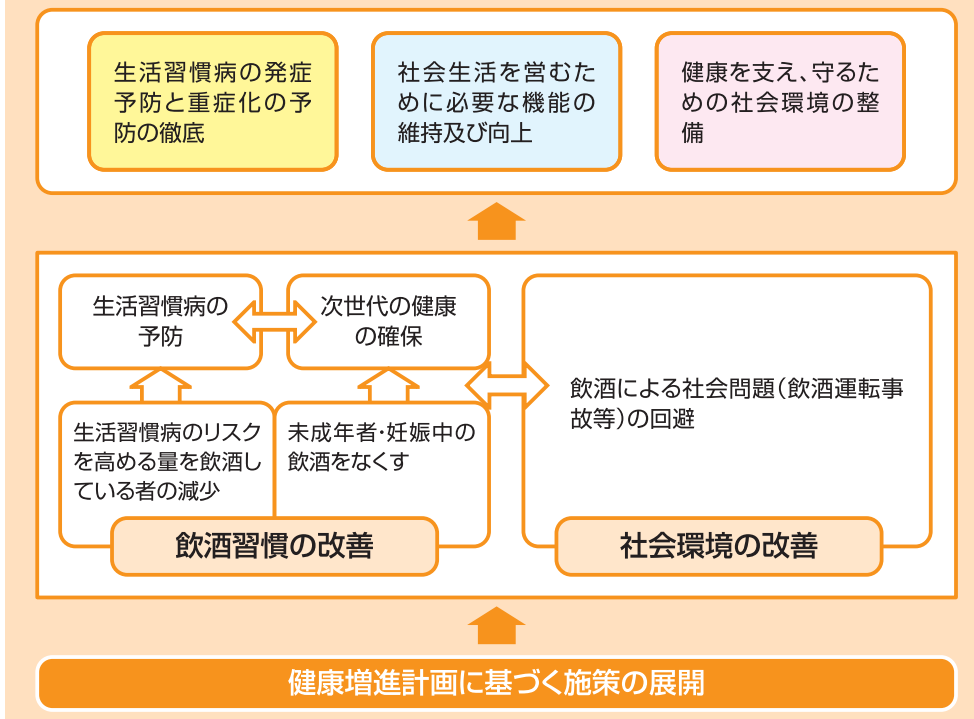 生活習慣病の発症
予防と重症化の予
防の徹底
社会生活を営むた
めに必要な機能の
維持及び向上
健康を支え、守るた
めの社会環境の整
備
生活習慣病の
予防
次世代の健康
の確保
生活習慣病のリスク
を高める量を飲酒し
ている者の減少
未成年者・妊娠中の
飲酒をなくす
飲酒習慣の改善
飲酒による社会問題（飲酒運転事
故等）の回避
社会環境の改善
健康増進計画に基づく施策の展開